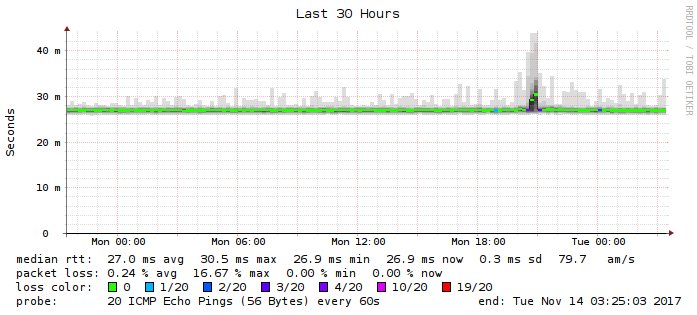 Last 30 Hours
RRDTOOL / TOBI OETIKER
Seconds
40 m
30 m
20 m
10 m
0
Mon 00:00 Mon 06:00 Mon 12:00 Mon 18:00 Tue 00:00
median rtt: 27.0 ms avg 30.5 ms max 26.9 ms min 26.9 ms now 0.3 ms sd 79.7 am/s
packet loss: 0.24 % avg 16.67 % max 0.00 % min 0.00 % now
loss color: 0 1/20 2/20 3/20 4/20 10/20 19/20
probe: 20 ICMP Echo Pings (56 Bytes) every 60s end: Tue Nov 14 03:25:03 2017